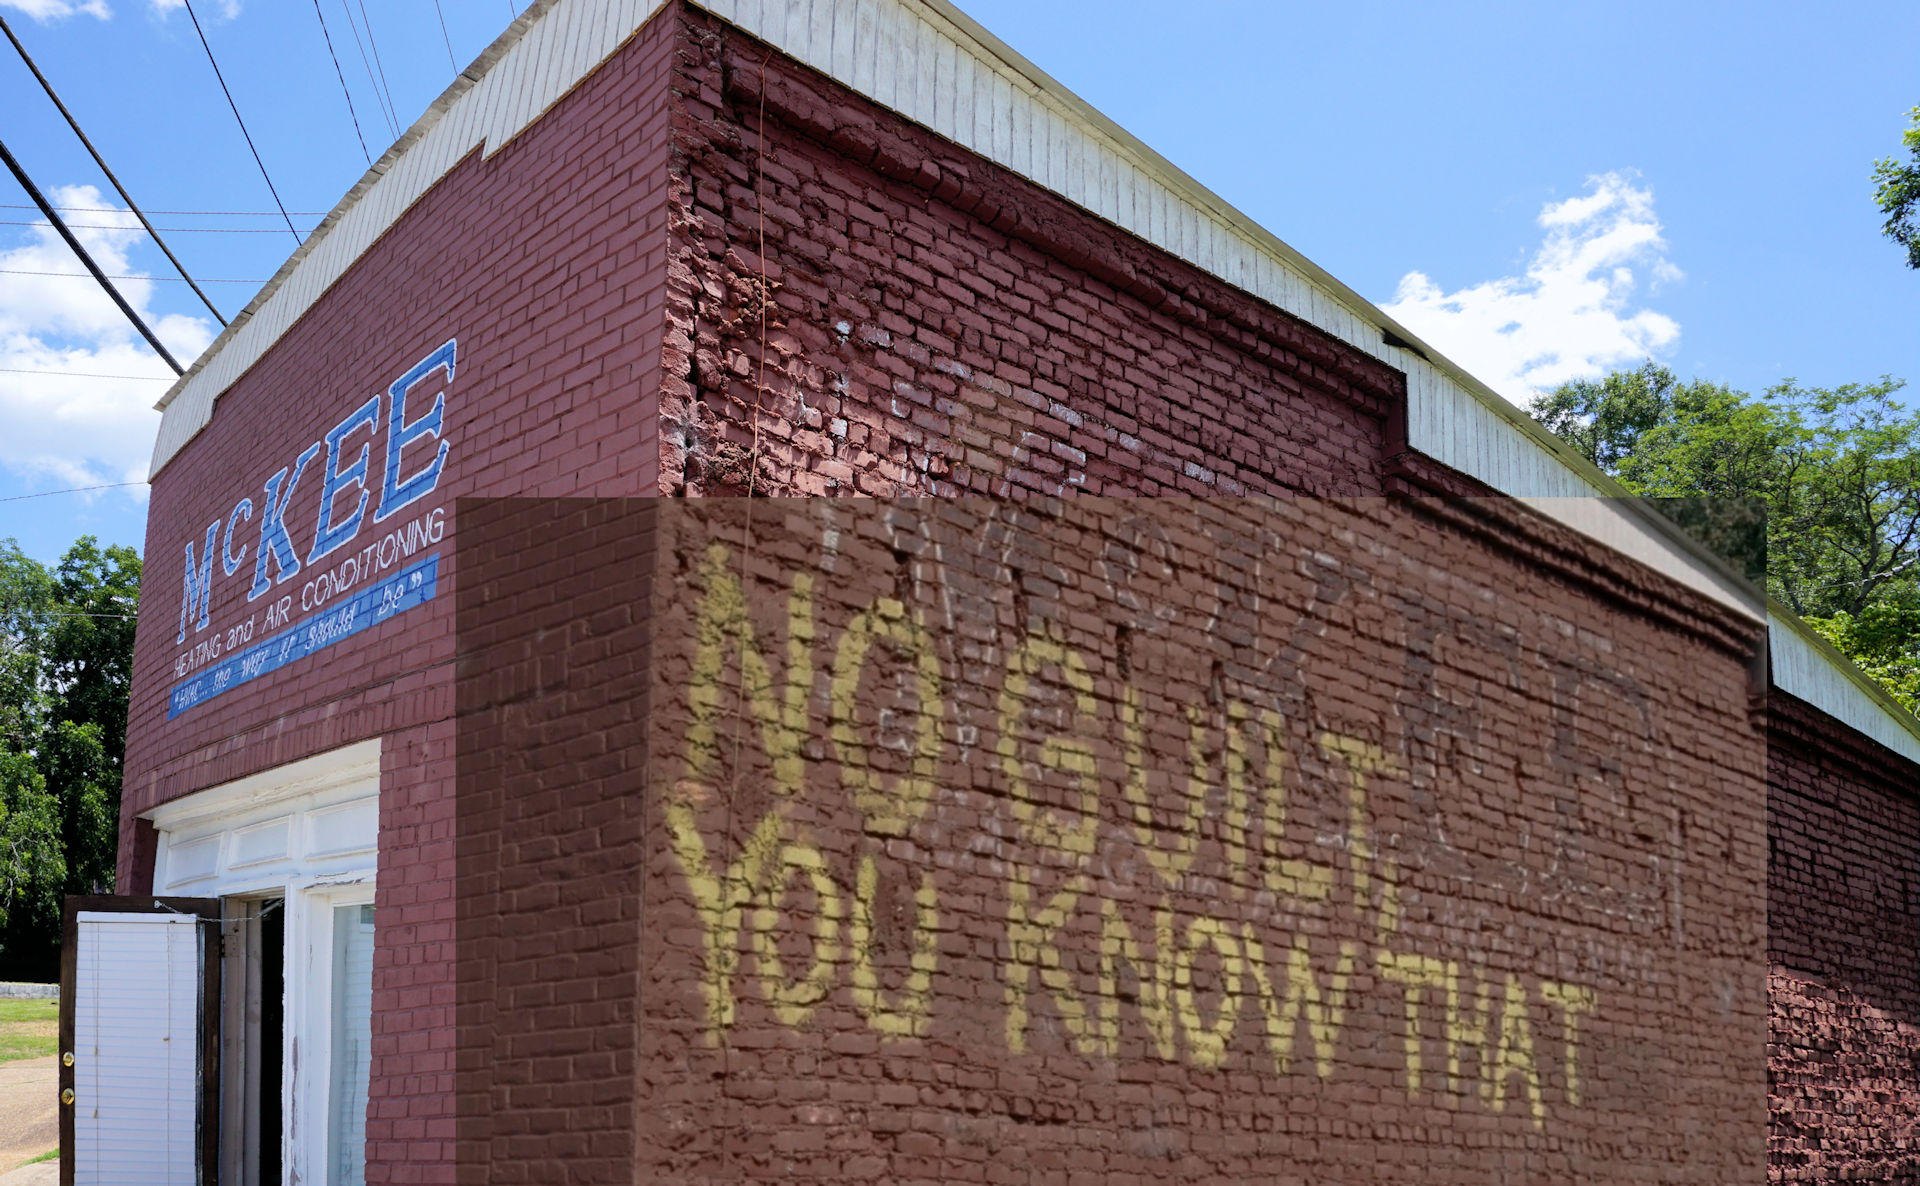 McKEE
HEATING and AIR CONDITIONING
"HVAC... the way it should be"
NO GUILT,
YOU KNOW THAT